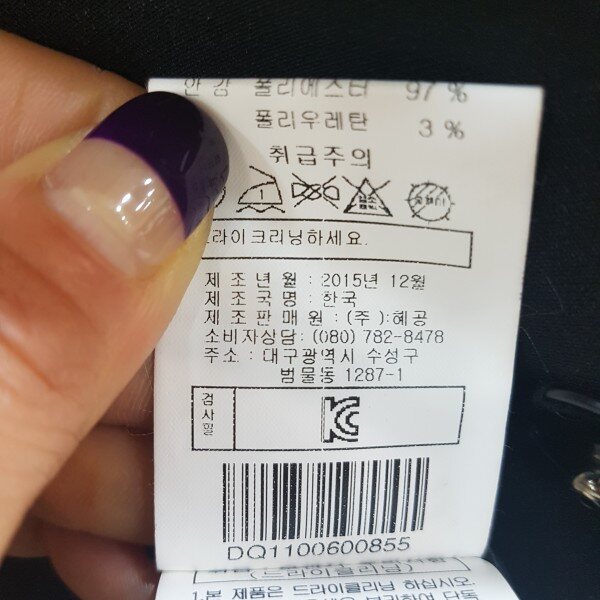 안 감 폴리에스터 97 %
폴리우레탄 3 %
취급주의
1
라이크리닝하세요.
제 조 년 월 : 2015년 12월
제 조 국 명 : 한국
제 조 판 매 원 : (주 ):혜공
소비자상담: (080) 782-8478
주소 : 대구광역시 수성구
범물동 1287-1
검사필
KC
DQ1100600855
(드라이클리닝)
1.본 제품은 드라이클리닝 하십시오.